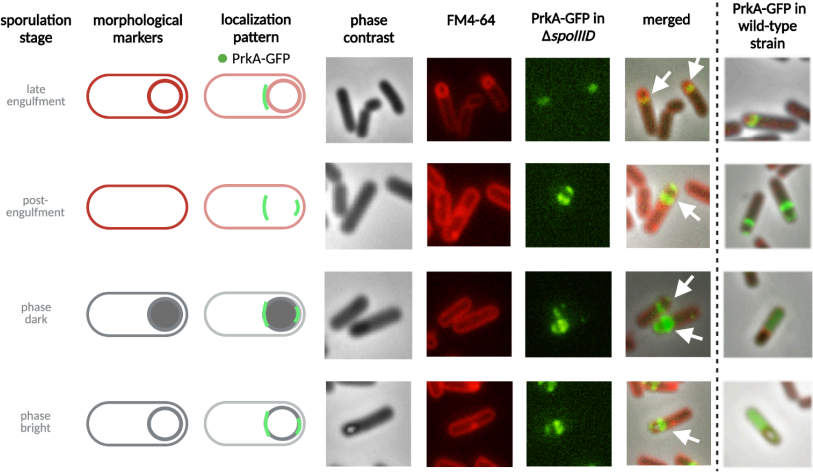 sporulation stage
morphological markers
localization pattern
PrkA-GFP
phase contrast
FM4-64
PrkA-GFP in ΔspoIIID
merged
PrkA-GFP in wild-type strain
late engulfment
post-engulfment
phase dark
phase bright